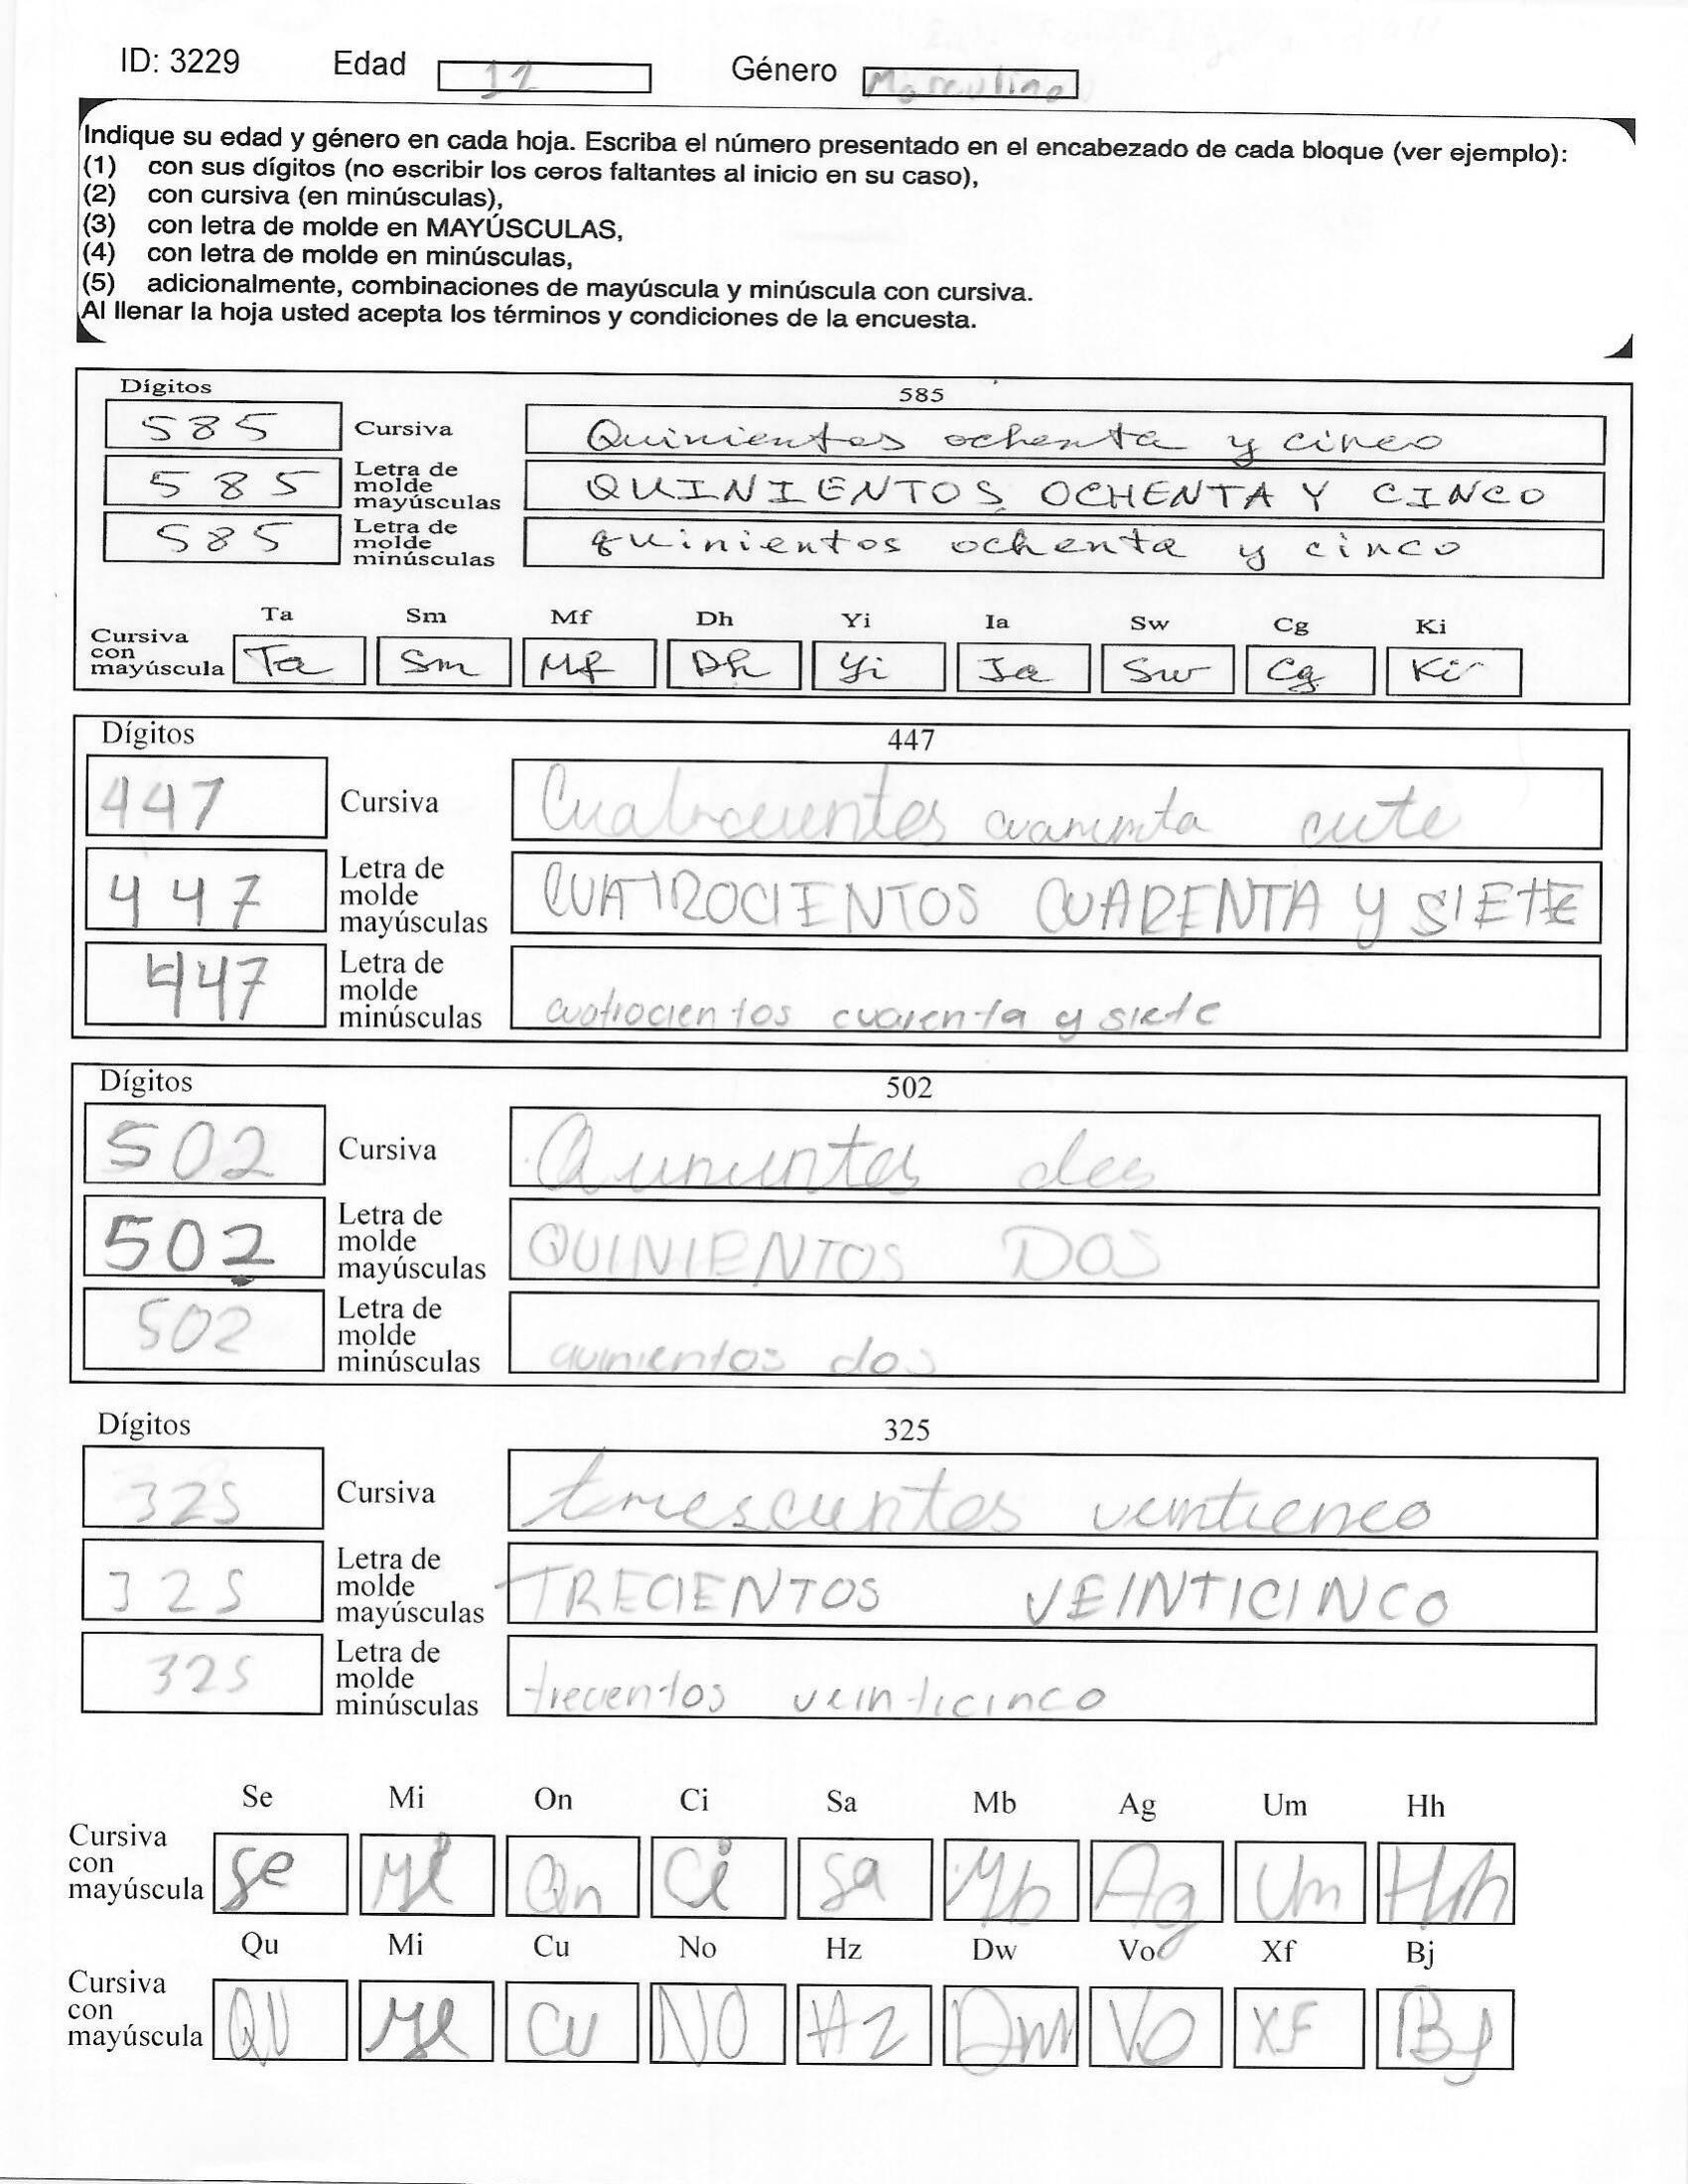 ID: 3229 Edad 11 Género Masculino
Indique su edad y género en cada hoja. Escriba el número presentado en el encabezado de cada bloque (ver ejemplo):
(1) con sus dígitos (no escribir los ceros faltantes al inicio en su caso),
(2) con cursiva (en minúsculas),
(3) con letra de molde en MAYÚSCULAS,
(4) con letra de molde en minúsculas,
(5) adicionalmente, combinaciones de mayúscula y minúscula con cursiva.
Al llenar la hoja usted acepta los términos y condiciones de la encuesta.
Dígitos 585
585 Cursiva Quinientos ochenta y cinco
585 Letra de molde mayúsculas QUINIENTOS OCHENTA Y CINCO
585 Letra de molde minúsculas quinientos ochenta y cinco
Ta Sm Mf Dh Yi Ia Sw Cg Ki
Cursiva con mayúscula Ta Sm Mf Dh Yi Ia Sw Cg Ki
Dígitos 447
447 Cursiva Cuatrocientos cuarenta siete
447 Letra de molde mayúsculas CUATROCIENTOS CUARENTA Y SIETE
447 Letra de molde minúsculas cuatrocientos cuarenta y siete
Dígitos 502
502 Cursiva Quinientos dos
502 Letra de molde mayúsculas QUINIENTOS DOS
502 Letra de molde minúsculas quinientos dos
Dígitos 325
325 Cursiva trescientos veinticinco
325 Letra de molde mayúsculas TRECIENTOS VEINTICINCO
325 Letra de molde minúsculas trecientos veinticinco
Se Mi On Ci Sa Mb Ag Um Hh
Cursiva con mayúscula Se Mi On Ci Sa Mb Ag Um Hh
Qu Mi Cu No Hz Dw Vo Xf Bj
Cursiva con mayúscula QU Mi Cu NO Hz Dw Vo XF Bj